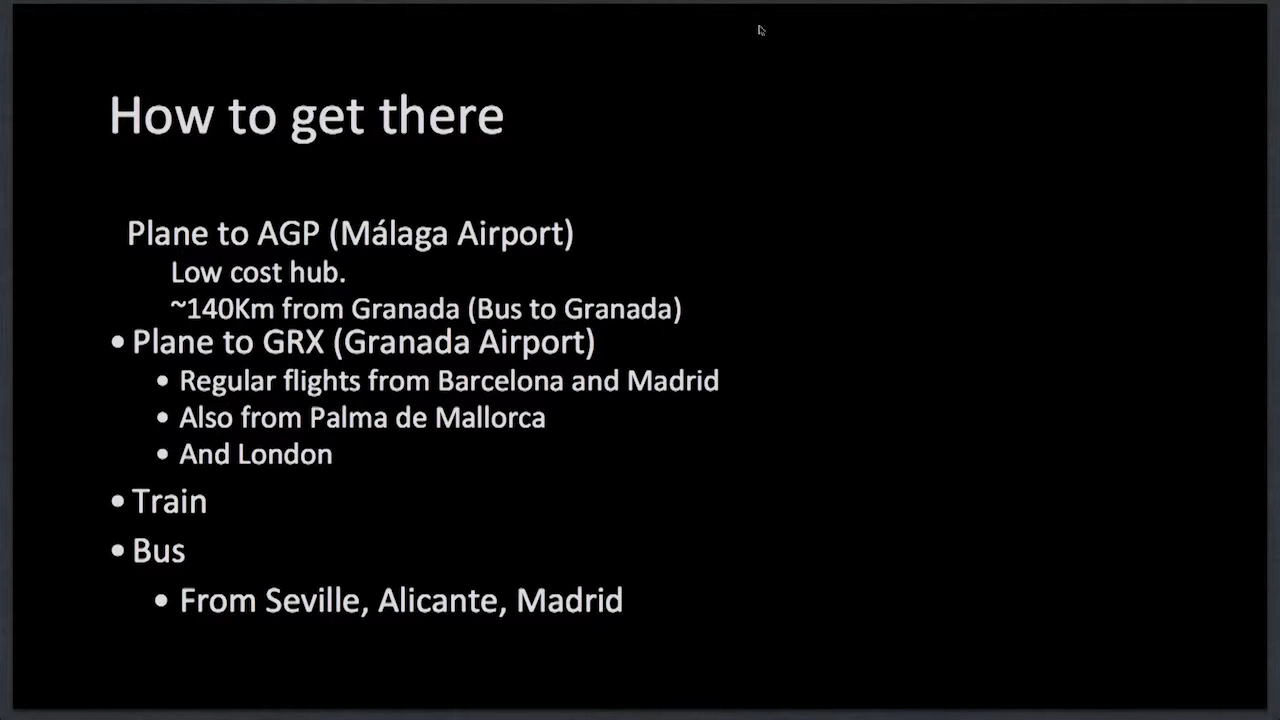 How to get there
Plane to AGP (Málaga Airport)
Low cost hub.
~140Km from Granada (Bus to Granada)
• Plane to GRX (Granada Airport)
• Regular flights from Barcelona and Madrid
• Also from Palma de Mallorca
• And London
• Train
• Bus
• From Seville, Alicante, Madrid